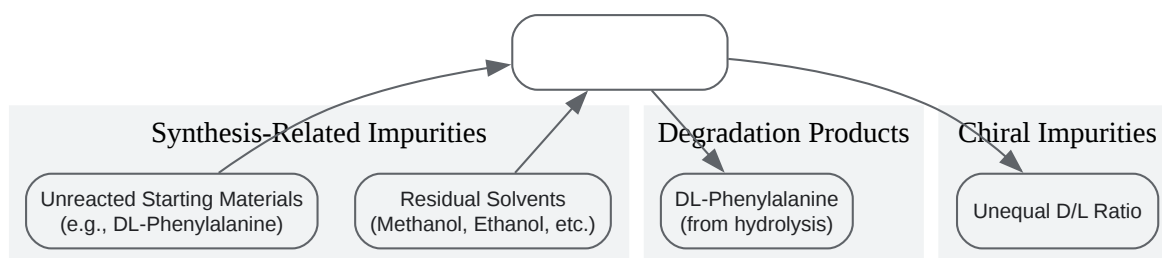 Synthesis-Related Impurities
Degradation Products
Chiral Impurities
Unreacted Starting Materials
(e.g., DL-Phenylalanine)
Residual Solvents
(Methanol, Ethanol, etc.)
DL-Phenylalanine
(from hydrolysis)
Unequal D/L Ratio